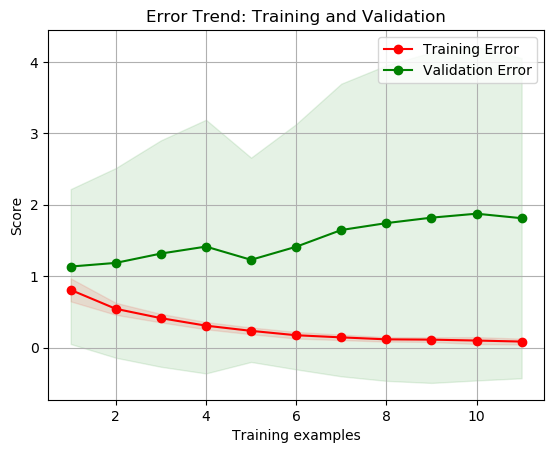 Error Trend: Training and Validation
Training Error
Validation Error
Score
4
3
2
1
0
2
4
6
8
10
Training examples